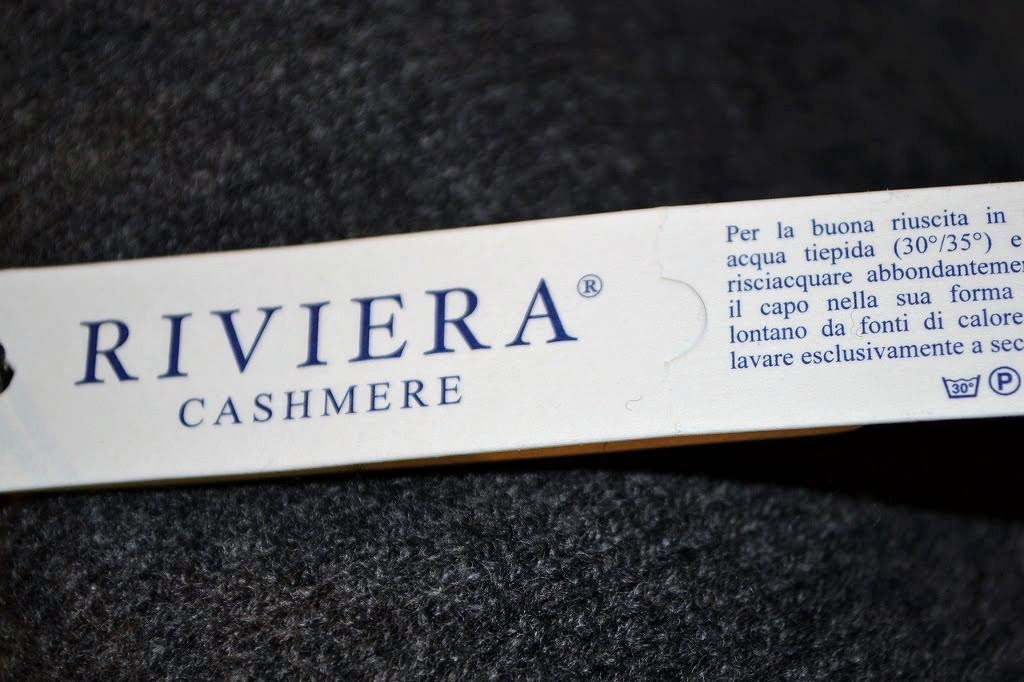 RIVIERA®
CASHMERE
Per la buona riuscita in
acqua tiepida (30°/35°) e
risciacquare abbondanteme
il capo nella sua forma
lontano da fonti di calore
lavare esclusivamente a sec
30° P